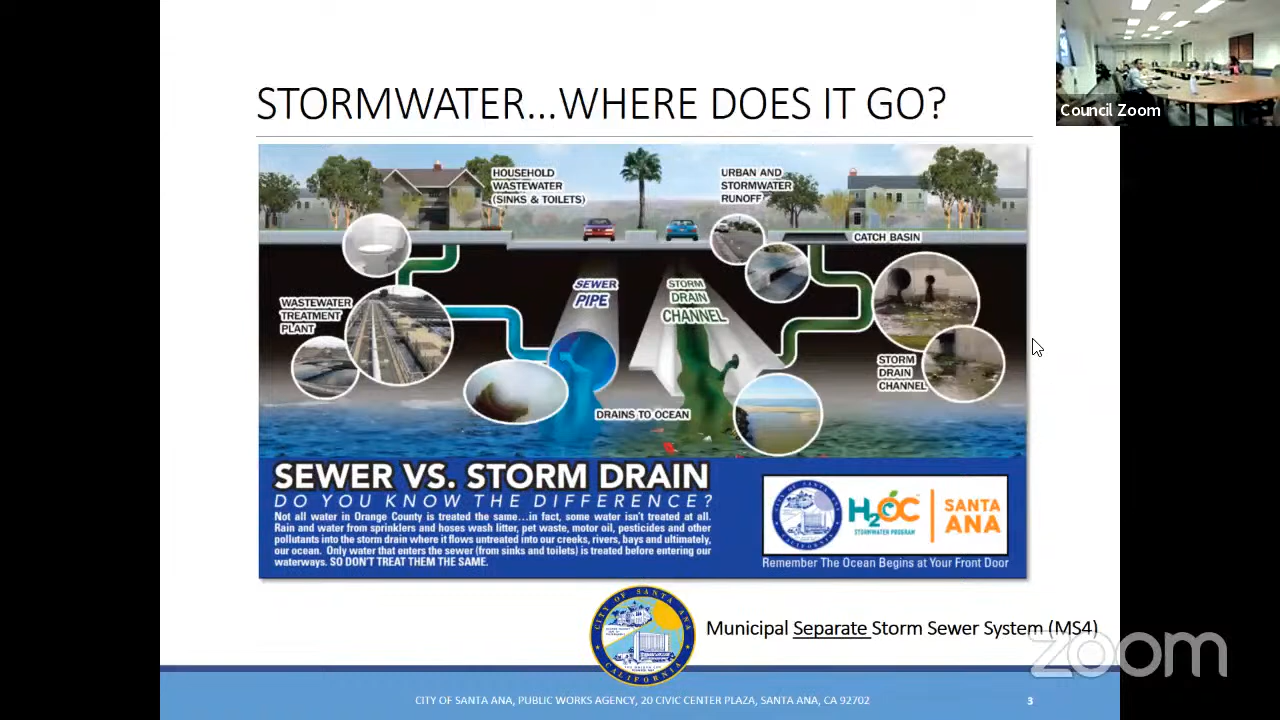 Council Zoom
STORMWATER...WHERE DOES IT GO?
HOUSEHOLD
WASTEWATER
(SINKS & TOILETS)
URBAN AND
STORMWATER
RUNOFF
CATCH BASIN
SEWER
PIPE
STORM
DRAIN
CHANNEL
WASTEWATER
TREATMENT
PLANT
STORM
DRAIN
CHANNEL
DRAINS TO OCEAN
SEWER VS. STORM DRAIN
DO YOU KNOW THE DIFFERENCE?
Not all water in Orange County is treated the same...in fact, some water isn't treated at all.
Rain and water from sprinklers and hoses wash litter, pet waste, motor oil, pesticides and other
pollutants into the storm drain where it flows untreated into our creeks, rivers, bays and ultimately,
our ocean. Only water that enters the sewer (from sinks and toilets) is treated before entering our
waterways. SO DON'T TREAT THEM THE SAME.
H2OC
STORMWATER PROGRAM
SANTA
ANA
Remember The Ocean Begins at Your Front Door
CITY OF SANTA ANA
CALIFORNIA
Municipal Separate Storm Sewer System (MS4)
zoom
CITY OF SANTA ANA, PUBLIC WORKS AGENCY, 20 CIVIC CENTER PLAZA, SANTA ANA, CA 92702
3